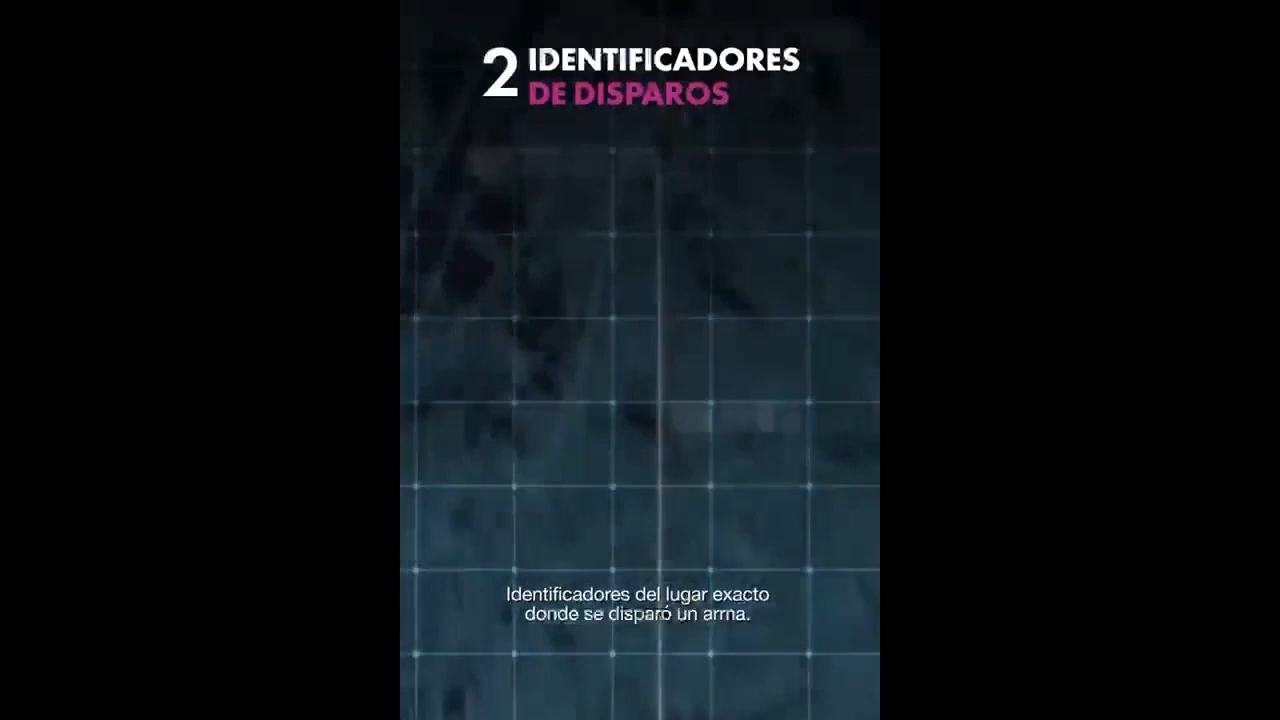 2 IDENTIFICADORES
DE DISPAROS
Identificadores del lugar exacto
donde se disparó un arma.